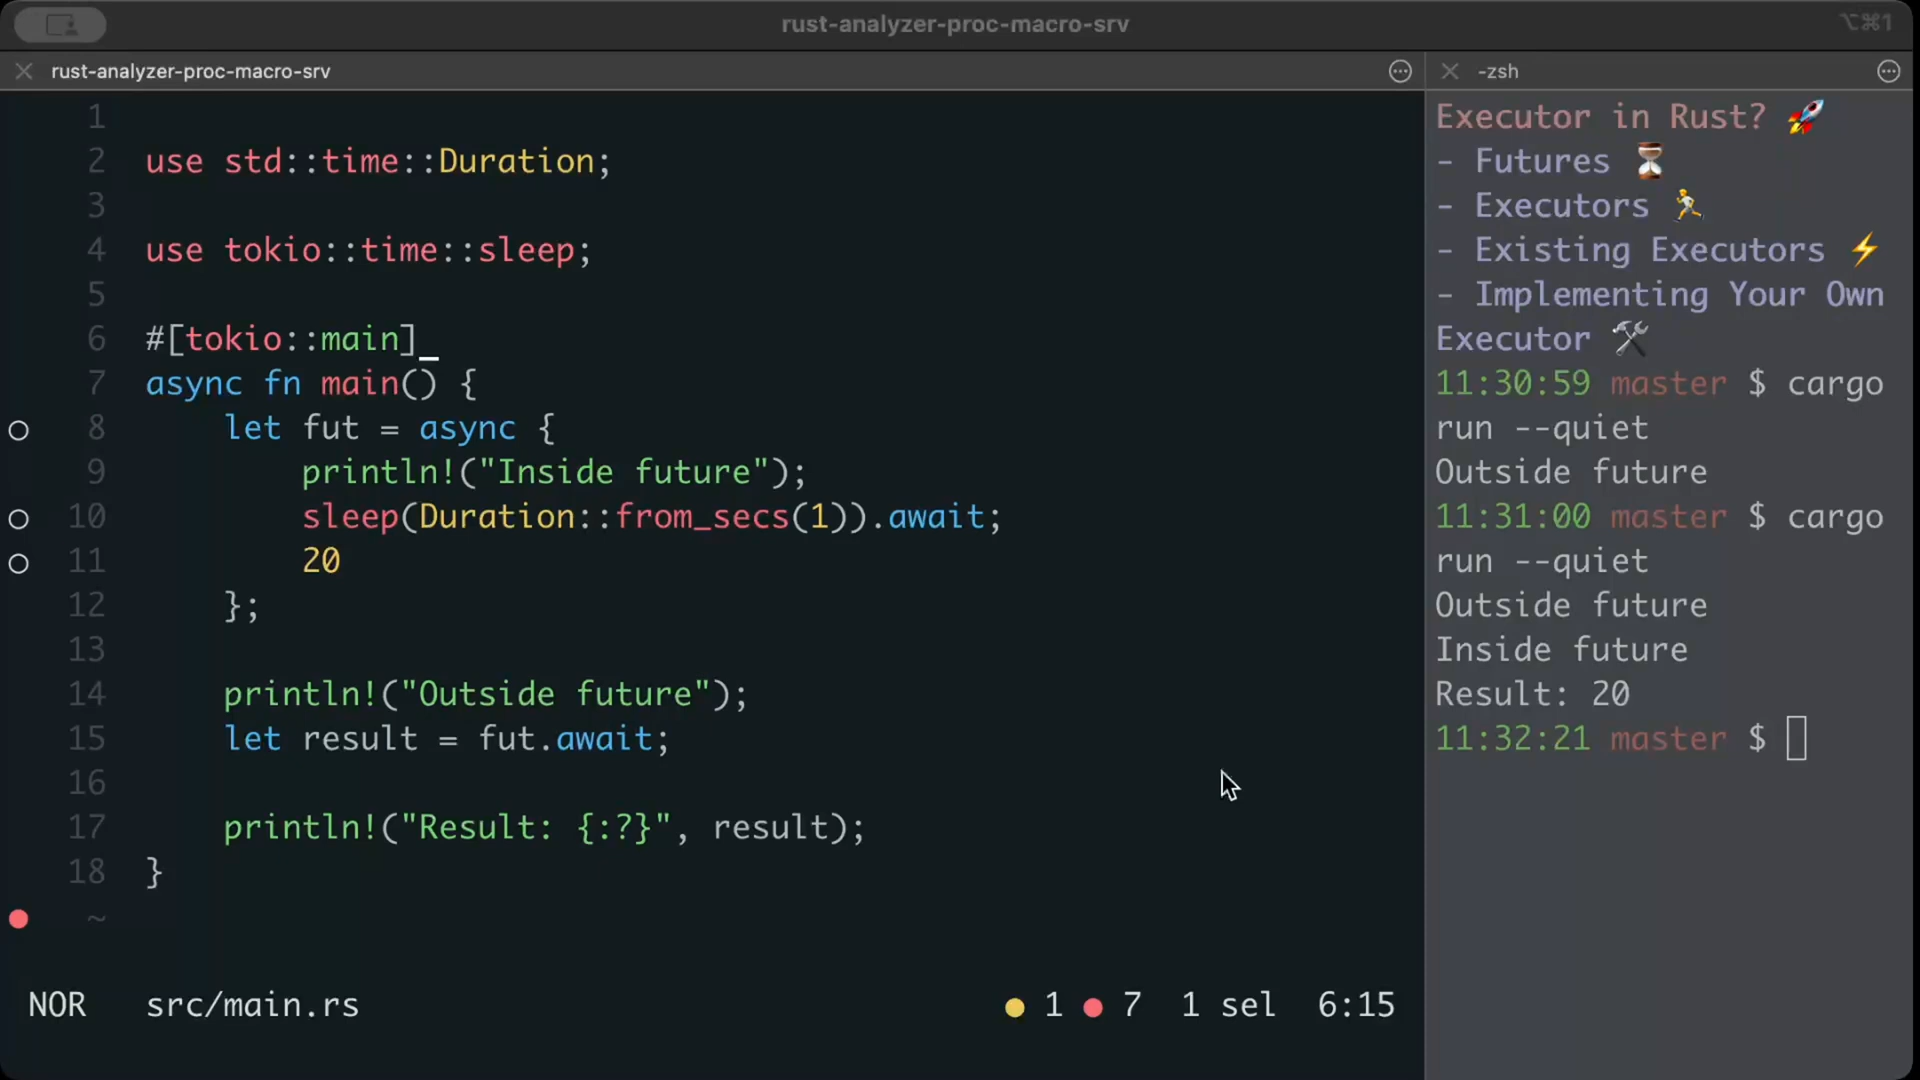 rust-analyzer-proc-macro-srv
⌥⌘1
rust-analyzer-proc-macro-srv
-zsh
1
2 use std::time::Duration;
3
4 use tokio::time::sleep;
5
6 #[tokio::main]
7 async fn main() {
8 let fut = async {
9 println!("Inside future");
10 sleep(Duration::from_secs(1)).await;
11 20
12 };
13
14 println!("Outside future");
15 let result = fut.await;
16
17 println!("Result: {:?}", result);
18 }
~
NOR src/main.rs 1 7 1 sel 6:15
Executor in Rust? 🚀
- Futures ⏳
- Executors 🏃
- Existing Executors ⚡
- Implementing Your Own
Executor 🛠
11:30:59 master $ cargo
run --quiet
Outside future
11:31:00 master $ cargo
run --quiet
Outside future
Inside future
Result: 20
11:32:21 master $